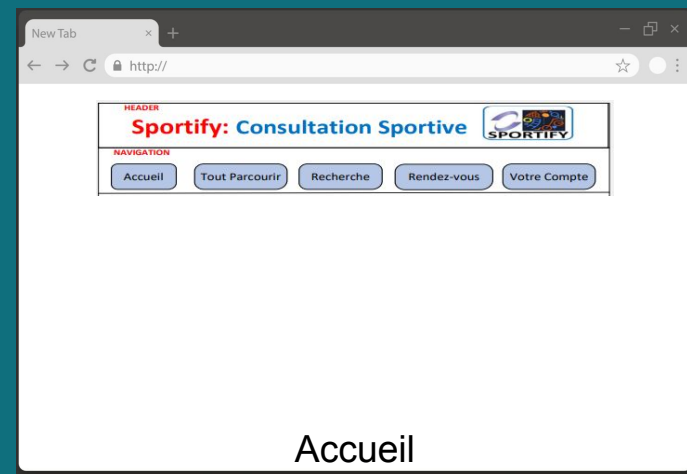 New Tab
http://
HEADER
Sportify: Consultation Sportive
SPORTIFY
NAVIGATION
Accueil Tout Parcourir Recherche Rendez-vous Votre Compte
Accueil